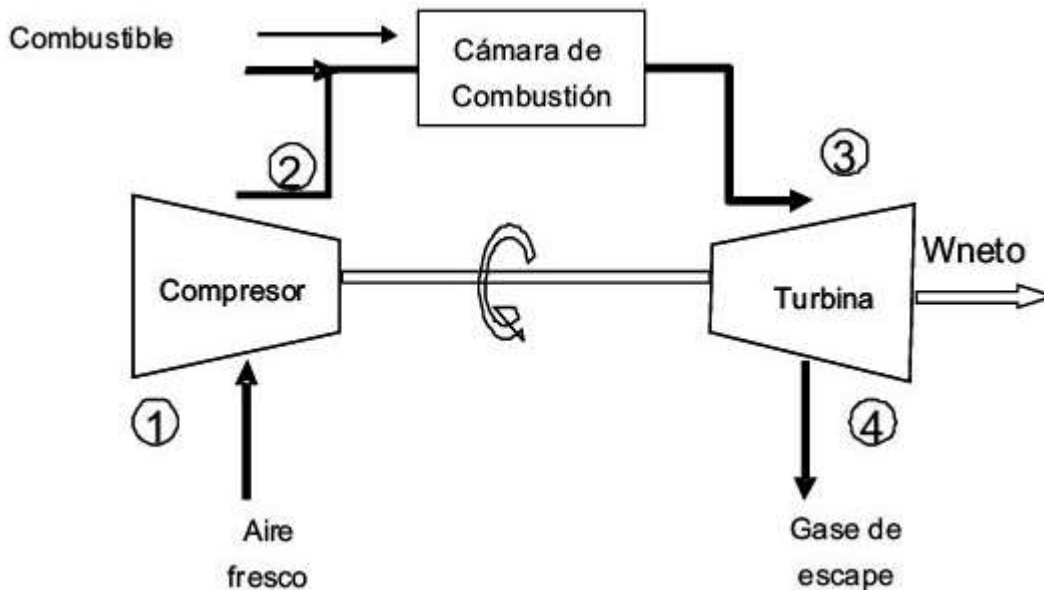 Combustible
Cámara de
Combustión
2
3
Wneto
Compresor
Turbina
1
4
Aire
fresco
Gase de
escape